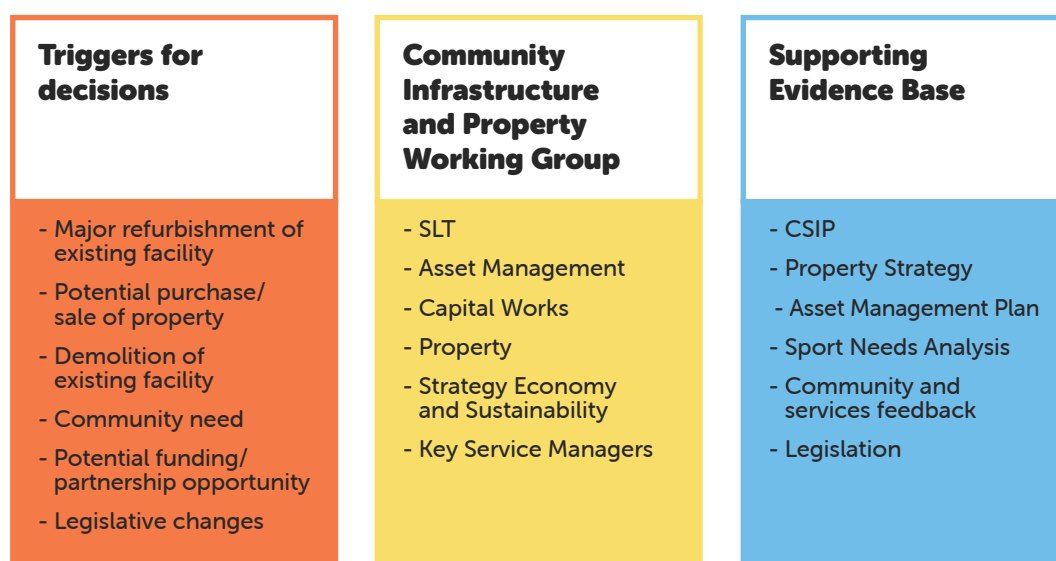 Triggers for
decisions
- Major refurbishment of
existing facility
- Potential purchase/
sale of property
- Demolition of
existing facility
- Community need
- Potential funding/
partnership opportunity
- Legislative changes
Community
Infrastructure
and Property
Working Group
- SLT
- Asset Management
- Capital Works
- Property
- Strategy Economy
and Sustainability
- Key Service Managers
Supporting
Evidence Base
- CSIP
- Property Strategy
- Asset Management Plan
- Sport Needs Analysis
- Community and
services feedback
- Legislation